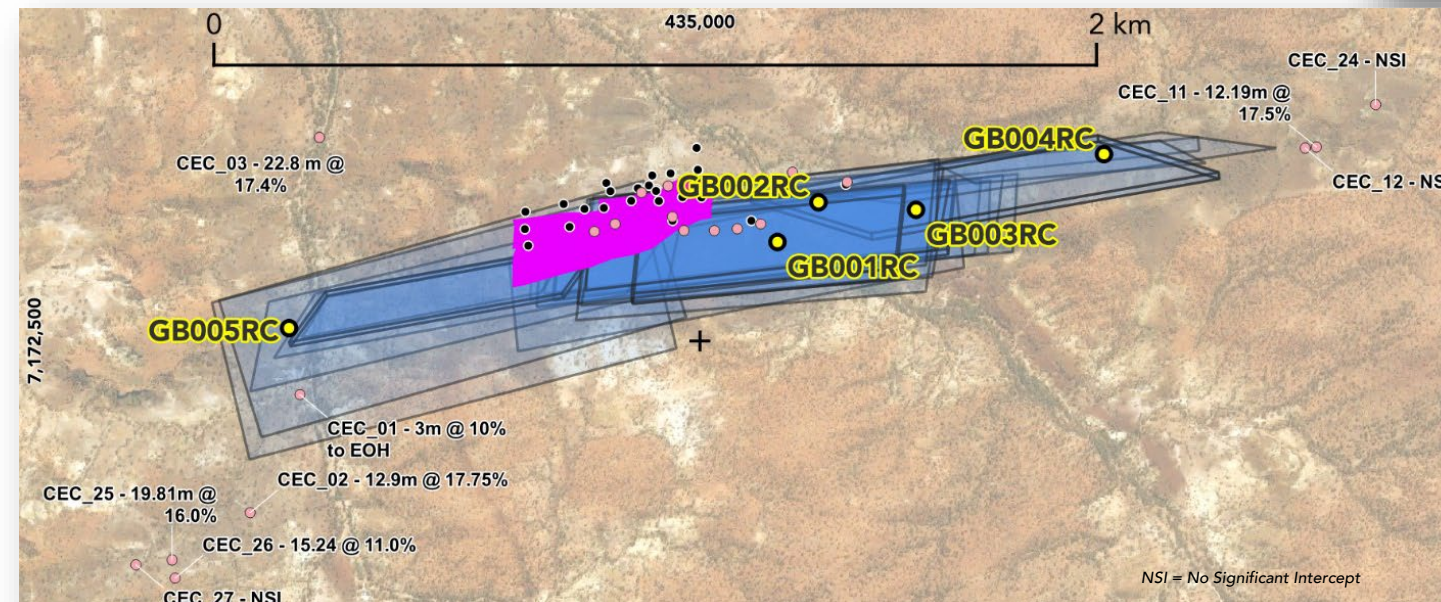 0
435,000
2 km
CEC_24 - NSI
CEC_11 - 12.19m @
17.5%
GB004RC
CEC_03 - 22.8 m @
17.4%
GB002RC
CEC_12 - NS
GB003RC
GB001RC
7,172,500
GB005RC
CEC_01 - 3m @ 10%
to EOH
CEC_02 - 12.9m @ 17.75%
CEC_25 - 19.81m @
16.0%
CEC_26 - 15.24 @ 11.0%
NSI = No Significant Intercept
CEC_27 - NSI